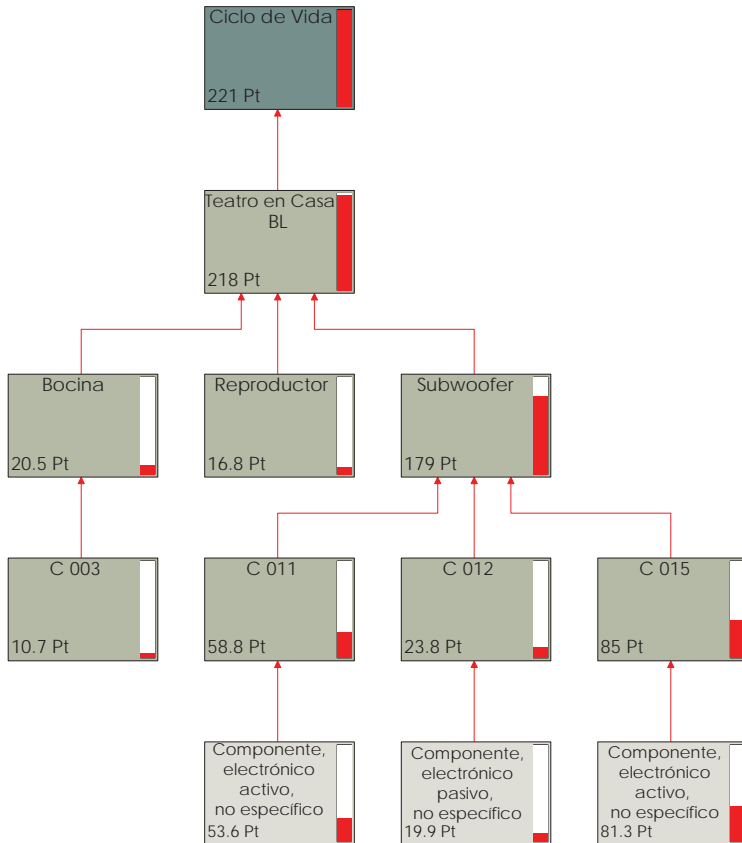 Ciclo de Vida
221 Pt
Teatro en Casa
BL
218 Pt
Bocina
20.5 Pt
Reproductor
16.8 Pt
Subwoofer
179 Pt
C 003
10.7 Pt
C 011
58.8 Pt
C 012
23.8 Pt
C 015
85 Pt
Componente,
electrónico
activo,
no específico
53.6 Pt
Componente,
electrónico
pasivo,
no específico
19.9 Pt
Componente,
electrónico
activo,
no específico
81.3 Pt